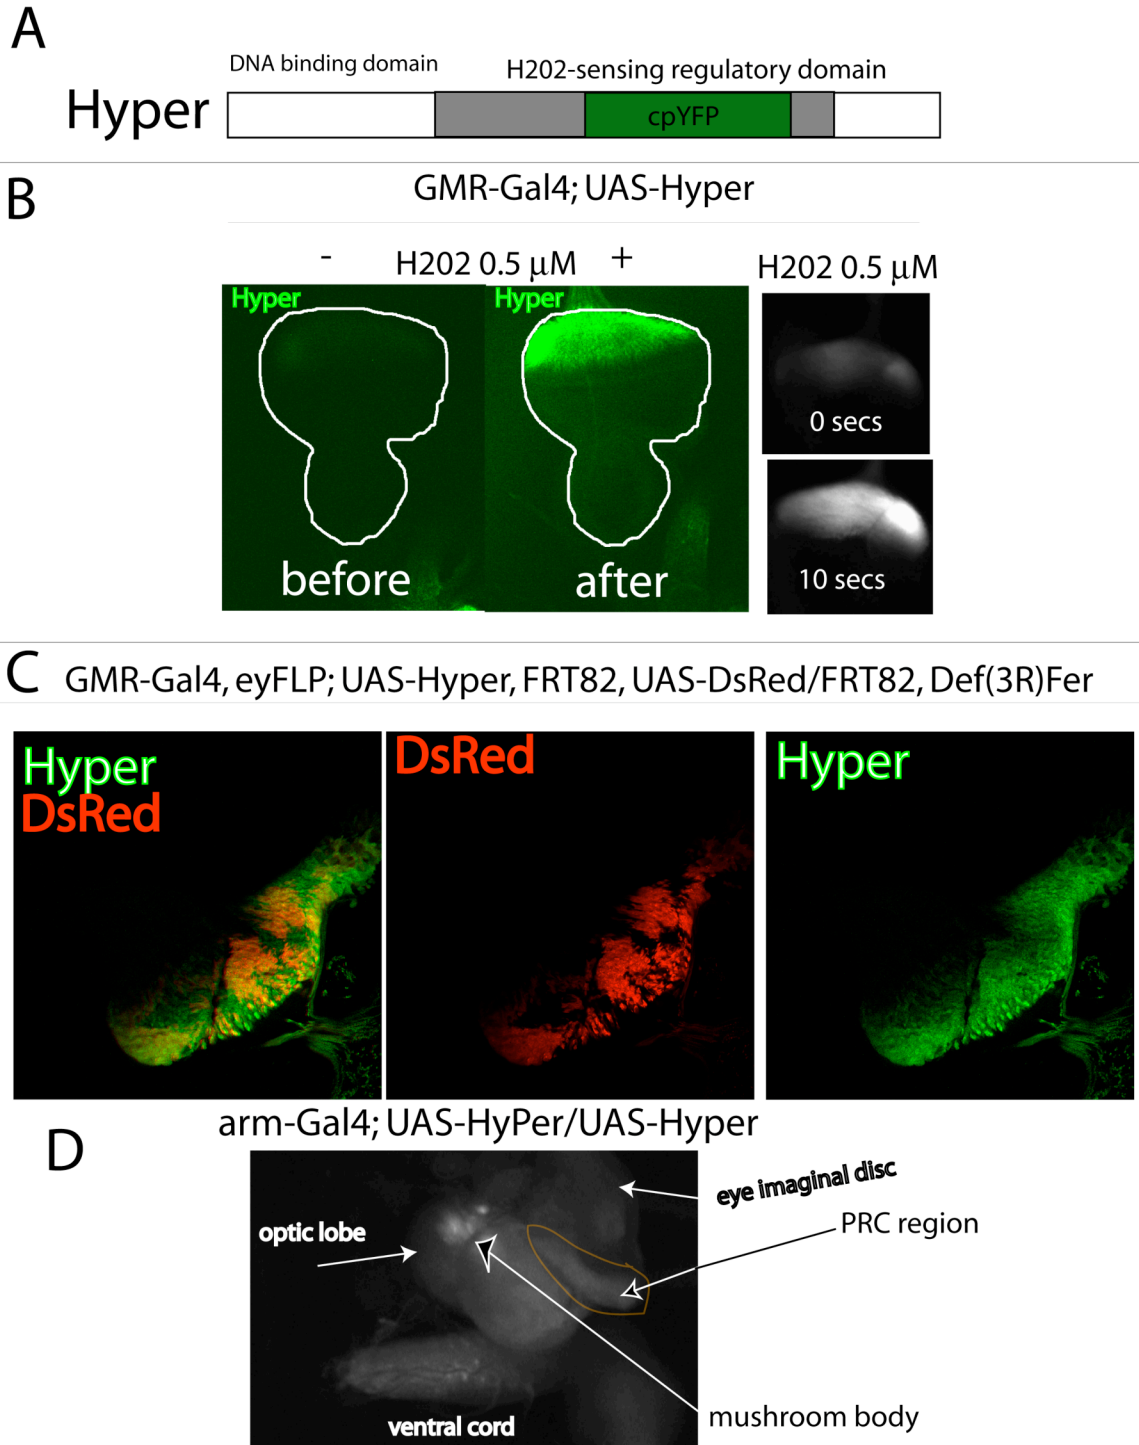 A
DNA binding domain
H202-sensing regulatory domain
Hyper
cpYFP
B
GMR-Gal4; UAS-Hyper
- H202 0.5 μM +
H202 0.5 μM
Hyper
Hyper
before
after
0 secs
10 secs
C
GMR-Gal4, eyFLP; UAS-Hyper, FRT82, UAS-DsRed/FRT82, Def(3R)Fer
Hyper
DsRed
DsRed
Hyper
D
arm-Gal4; UAS-HyPer/UAS-Hyper
eye imaginal disc
optic lobe
PRC region
ventral cord
mushroom body